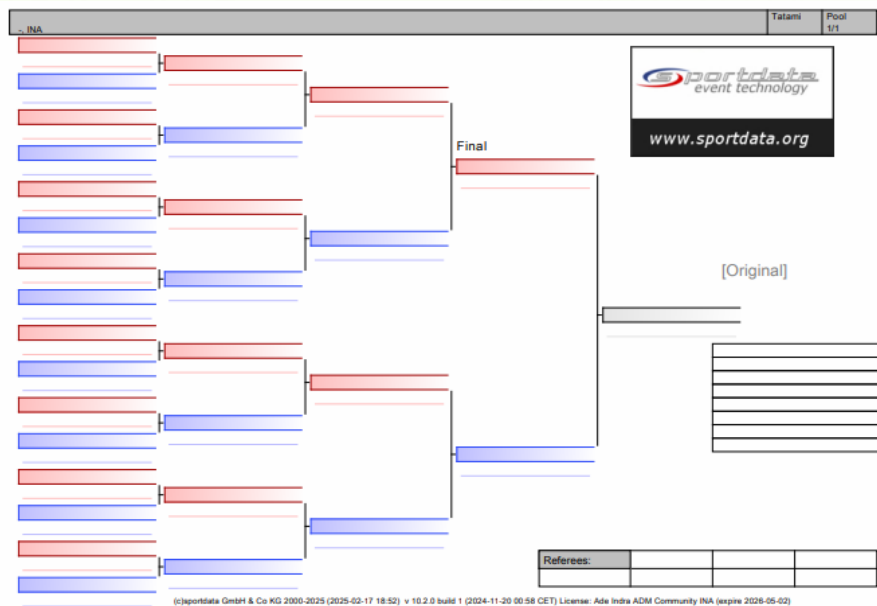 Tatami
Pool
-, INA
1/1
sportdata
event technology
www.sportdata.org
Final
[Original]
Referees:
(c)sportdata GmbH & Co KG 2000-2025 (2025-02-17 18:52) v 10.2.0 build 1 (2024-11-20 00:58 CET) License: Ade Indra ADM Community INA (expire 2026-05-02)